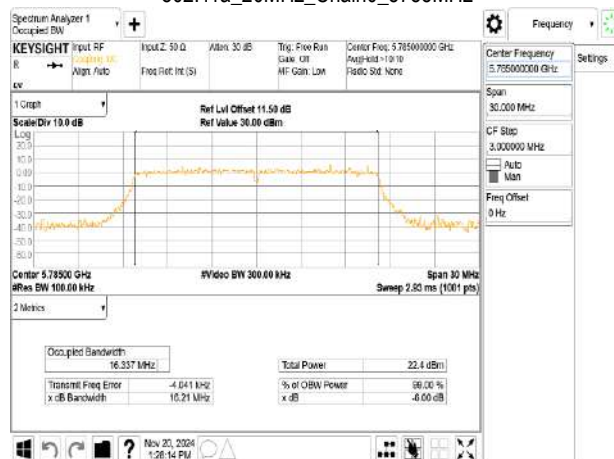 Spectrum Analyzer 1
Occupied BW
Frequency
Settings
KEYSIGHT
Input: RF
Align: Auto
Input Z: 50 Ω
Freq Ref: Int (S)
Atten: 30 dB
Trig: Free Run
Gate: Off
#IF Gain: Low
Center Freq: 5.785000000 GHz
Avg|Hold:>10/10
Radio Std: None
R
Center Frequency
5.785000000 GHz
Span
30.000 MHz
CF Step
3.000000 MHz
Auto
Man
Freq Offset
0 Hz
1 Graph
Scale/Div 10.0 dB
Ref Lvl Offset 11.50 dB
Ref Value 30.00 dBm
Log
20.0
10.0
0.00
-10.0
-20.0
-30.0
-40.0
-50.0
-60.0
Center 5.78500 GHz
#Res BW 100.00 kHz
#Video BW 300.00 kHz
Span 30 MHz
Sweep 2.93 ms (1001 pts)
2 Metrics
Occupied Bandwidth
16.337 MHz
Total Power 22.4 dBm
Transmit Freq Error -4.041 kHz
% of OBW Power 99.00 %
x dB Bandwidth 16.21 MHz
x dB -6.00 dB
Nov 20, 2024
1:26:14 PM